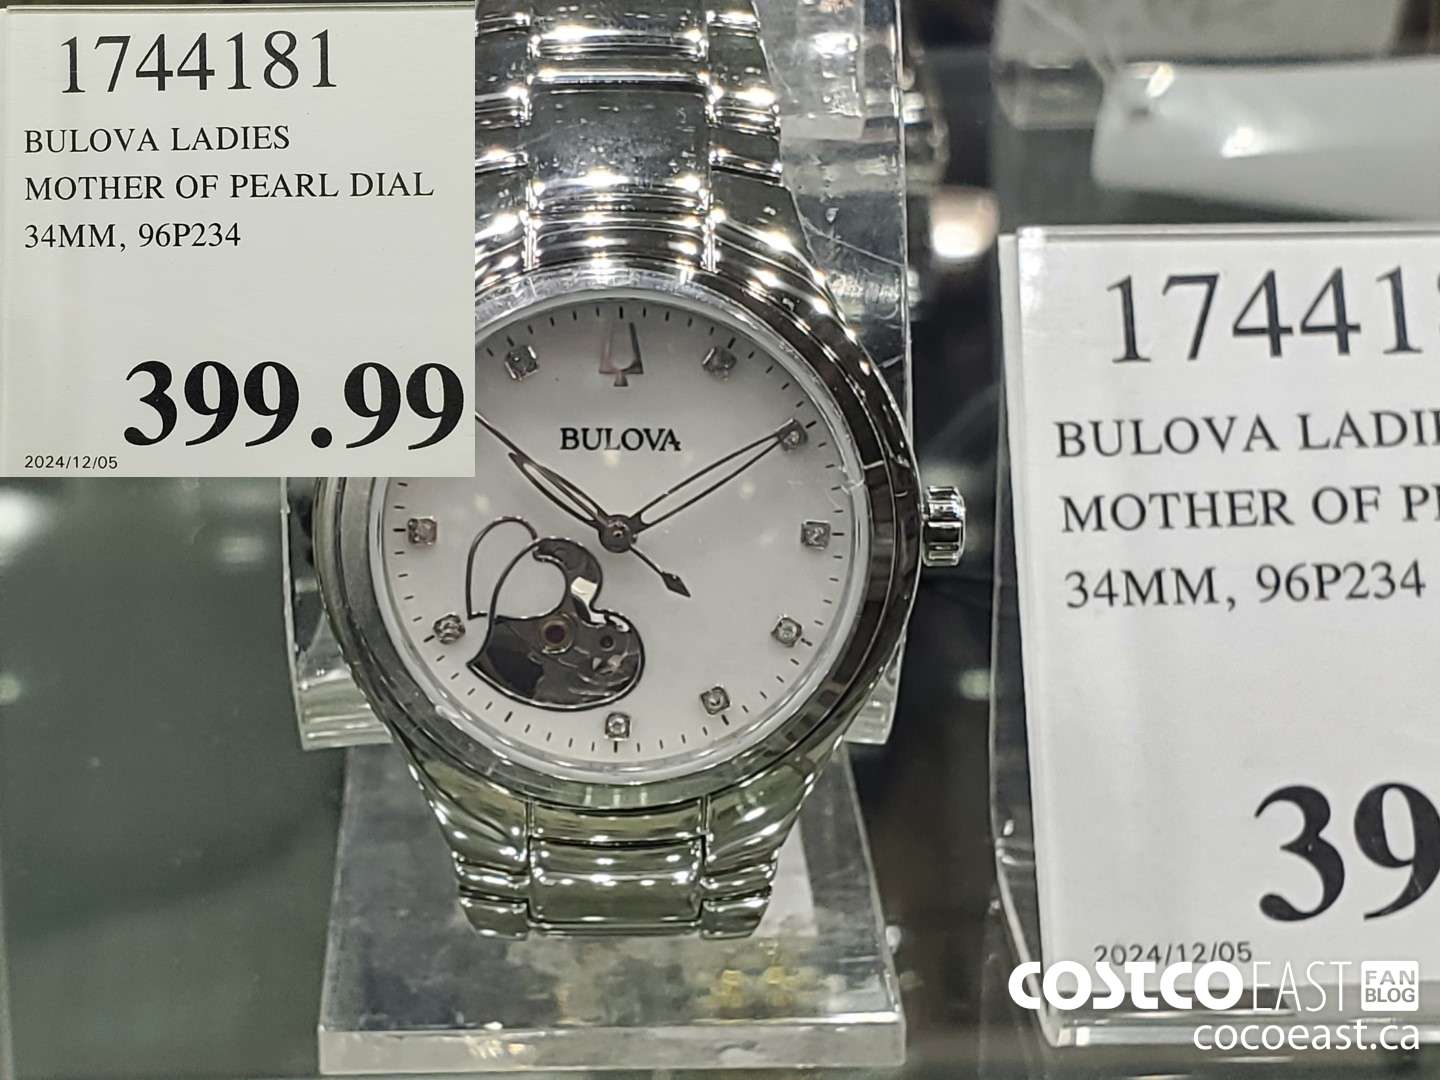 1744181
BULOVA LADIES
MOTHER OF PEARL DIAL
34MM, 96P234
399.99
2024/12/05
BULOVA
17441
BULOVA LADI
MOTHER OF P
34MM, 96P234
39
2024/12/05
COSTCO EAST FAN BLOG
cocoeast.ca